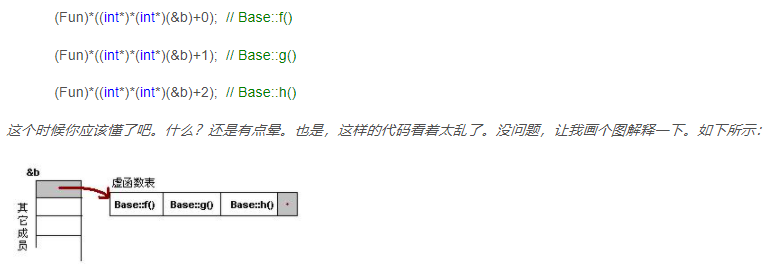 (Fun)*((int*)*(int*)(&b)+0);  // Base::f()
(Fun)*((int*)*(int*)(&b)+1);  // Base::g()
(Fun)*((int*)*(int*)(&b)+2);  // Base::h()
这个时候你应该懂了吧。什么？还是有点晕。也是，这样的代码看着太乱了。没问题，让我画个图解释一下。如下所示：
&b
虚函数表
Base::f()
Base::g()
Base::h()
其它成员